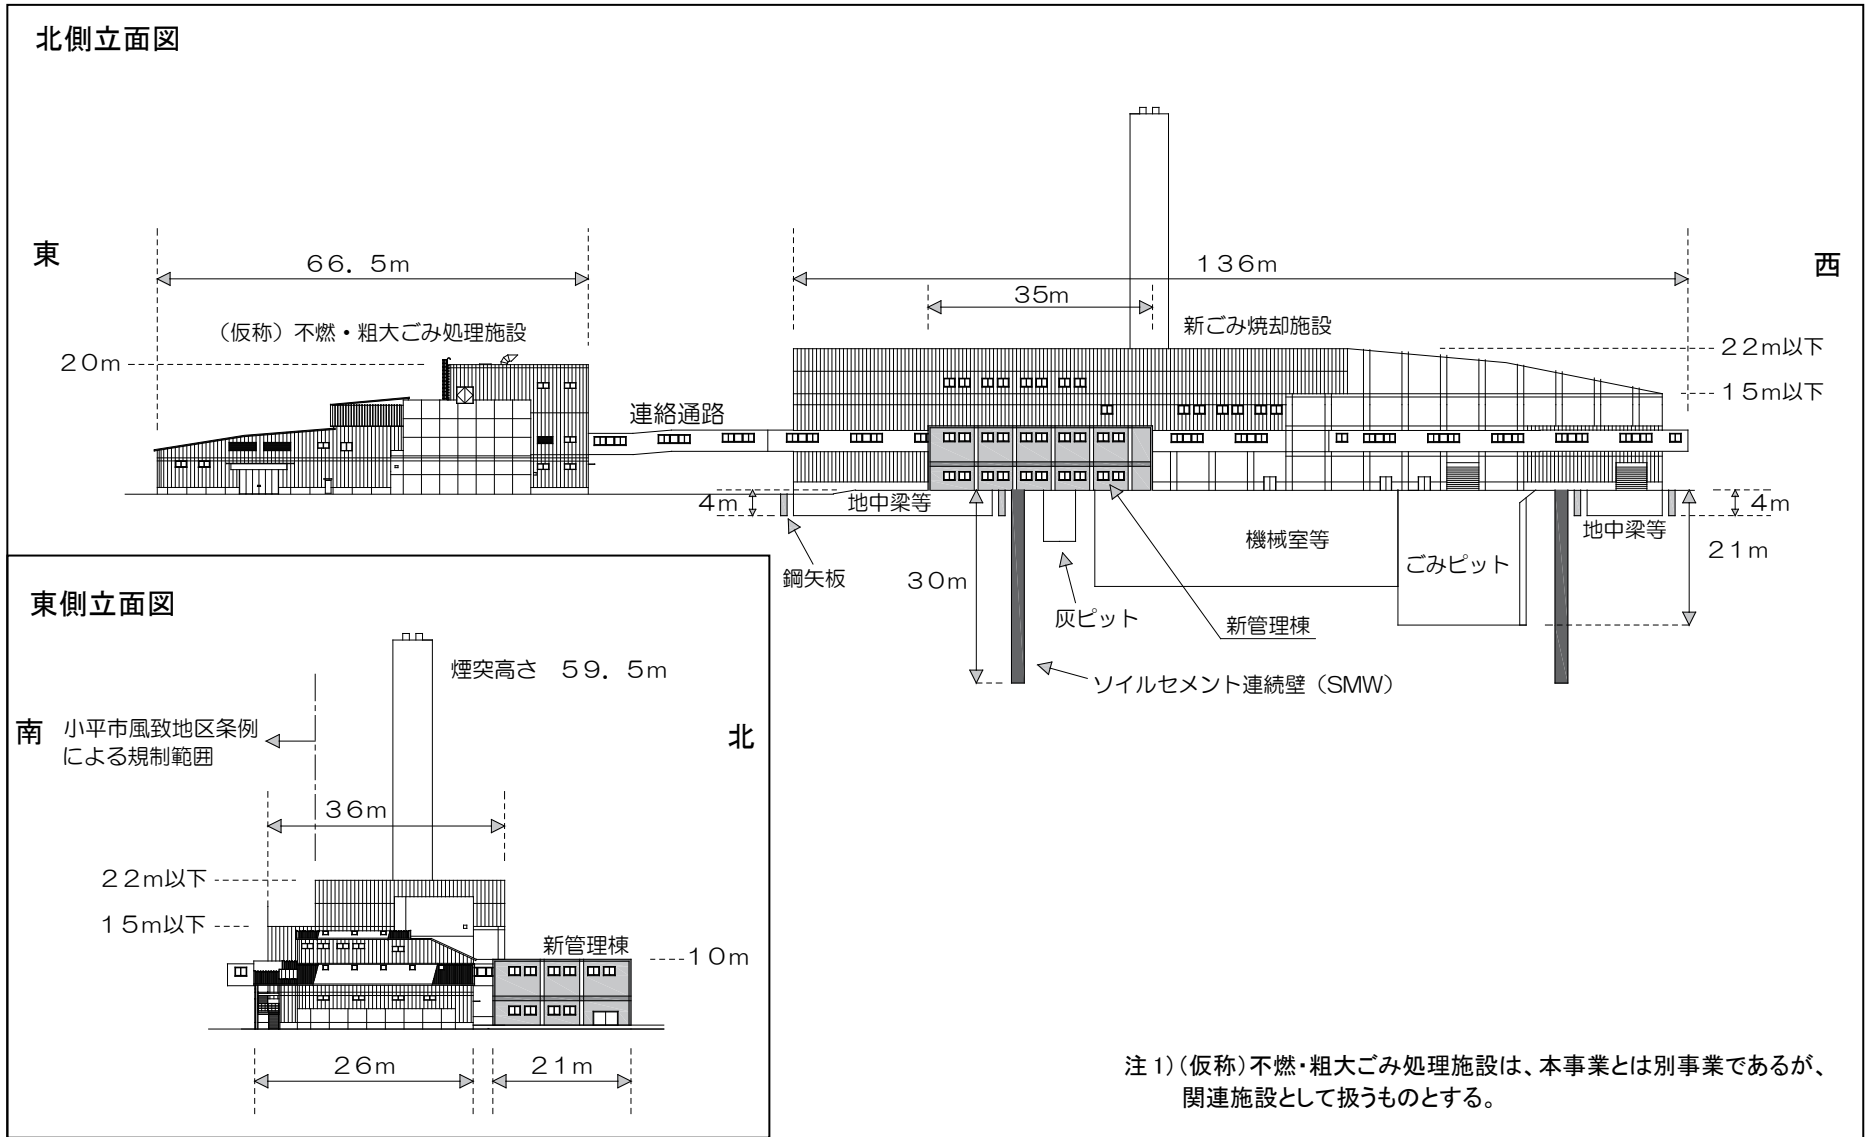 北側立面図
東
西
66.5m
136m
35m
(仮称)不燃・粗大ごみ処理施設
新ごみ焼却施設
20m
22m以下
15m以下
連絡通路
4m
地中梁等
4m
地中梁等
機械室等
ごみピット
21m
鋼矢板
30m
灰ピット
新管理棟
ソイルセメント連続壁(SMW)
東側立面図
煙突高さ 59.5m
南
小平市風致地区条例
による規制範囲
北
36m
22m以下
15m以下
新管理棟
10m
26m
21m
注1)(仮称)不燃・粗大ごみ処理施設は、本事業とは別事業であるが、
関連施設として扱うものとする。